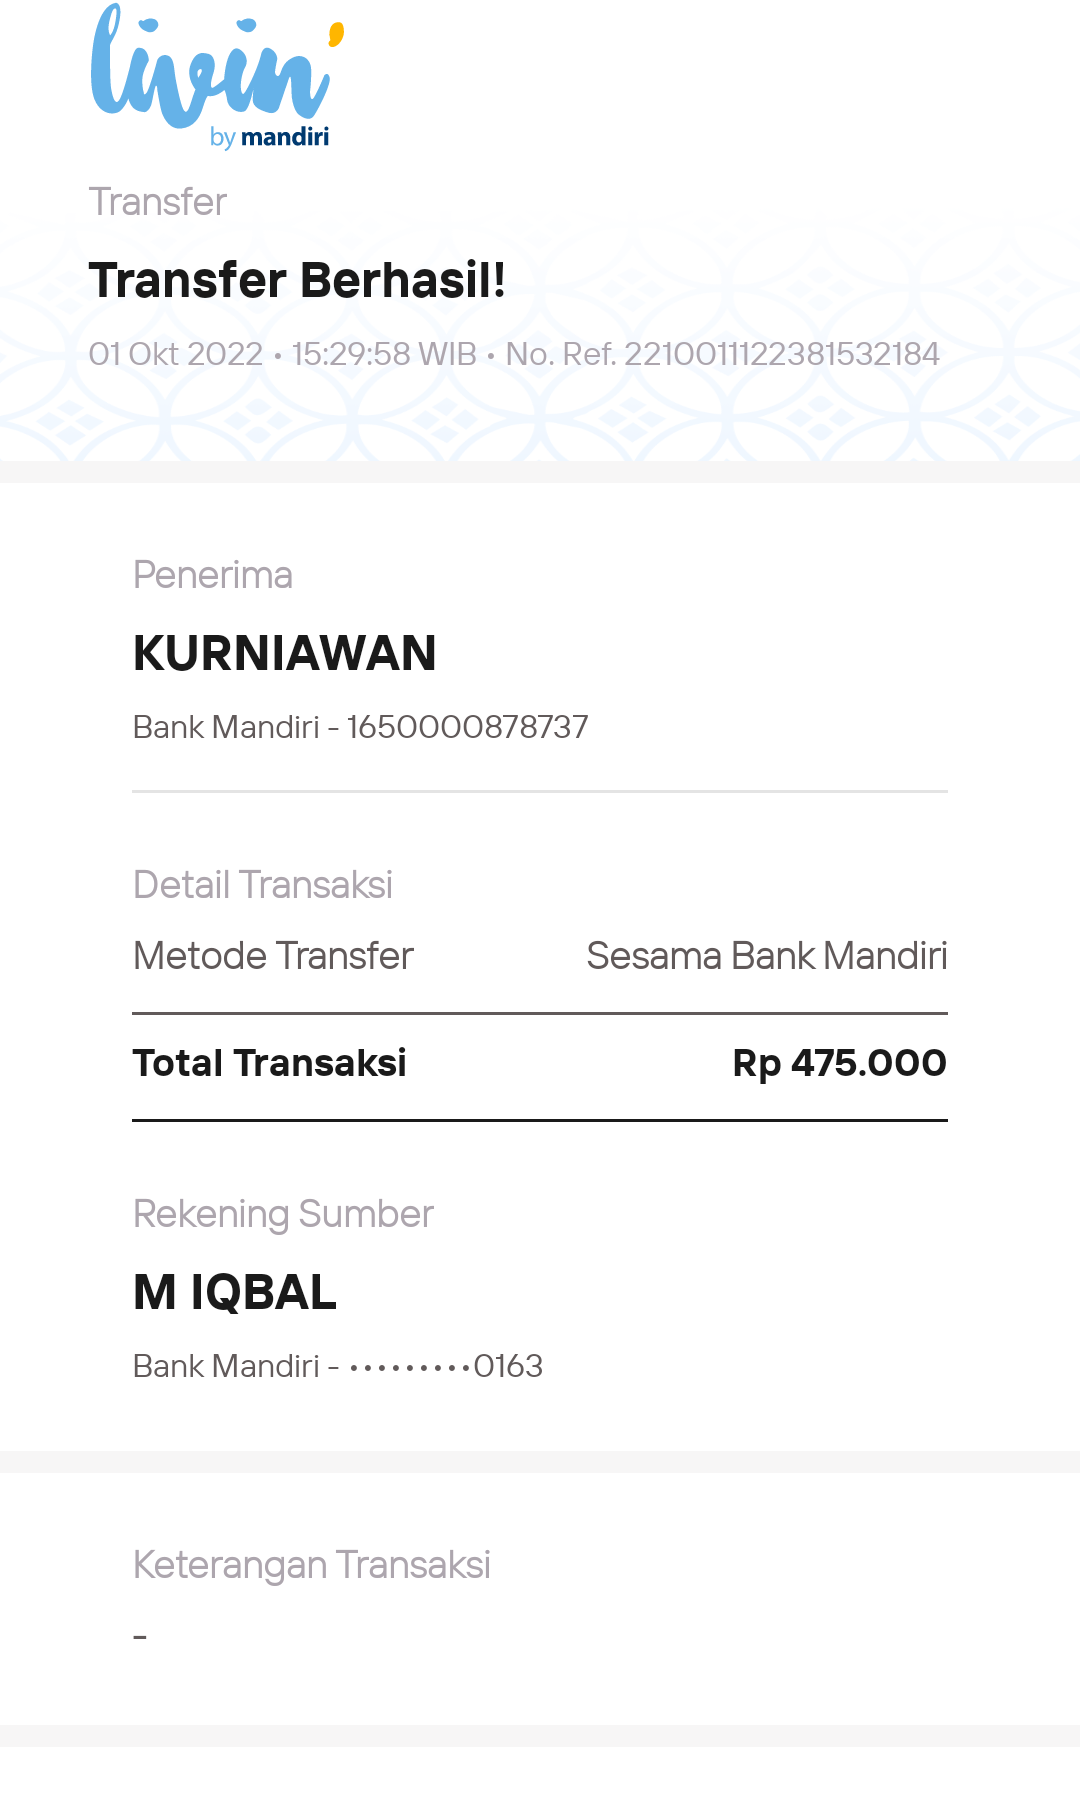 livin'
by mandiri
Transfer
Transfer Berhasil!
01 Okt 2022 • 15:29:58 WIB • No. Ref. 2210011122381532184
Penerima
KURNIAWAN
Bank Mandiri - 1650000878737
Detail Transaksi
Metode Transfer Sesama Bank Mandiri
Total Transaksi Rp 475.000
Rekening Sumber
M IQBAL
Bank Mandiri - •••••••••0163
Keterangan Transaksi
-